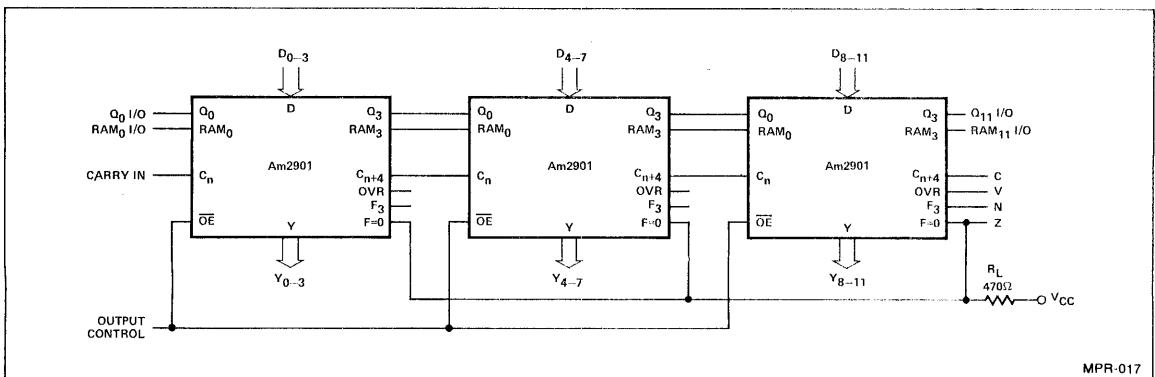 D0–3
D4–7
D8–11
Q0 I/O
RAM0 I/O
CARRY IN
OUTPUT
CONTROL
D
Q0
RAM0
Cn
OE
Q3
RAM3
Am2901
Cn+4
OVR
F3
F=0
Y
D
Q0
RAM0
Cn
OE
Q3
RAM3
Am2901
Cn+4
OVR
F3
F=0
Y
D
Q0
RAM0
Cn
OE
Q3
RAM3
Am2901
Cn+4
OVR
F3
F=0
Y
Q11 I/O
RAM11 I/O
C
V
N
Z
Y0–3
Y4–7
Y8–11
RL
470Ω
VCC
MPR-017